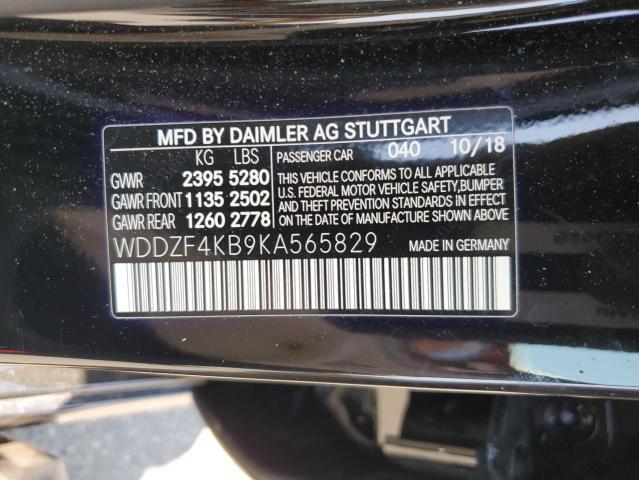 MFD BY DAIMLER AG STUTTGART
KG LBS
GVWR 2395 5280
GAWR FRONT 1135 2502
GAWR REAR 1260 2778
PASSENGER CAR 040 10/18
THIS VEHICLE CONFORMS TO ALL APPLICABLE
U.S. FEDERAL MOTOR VEHICLE SAFETY, BUMPER
AND THEFT PREVENTION STANDARDS IN EFFECT
ON THE DATE OF MANUFACTURE SHOWN ABOVE.
WDDZF4KB9KA565829 MADE IN GERMANY